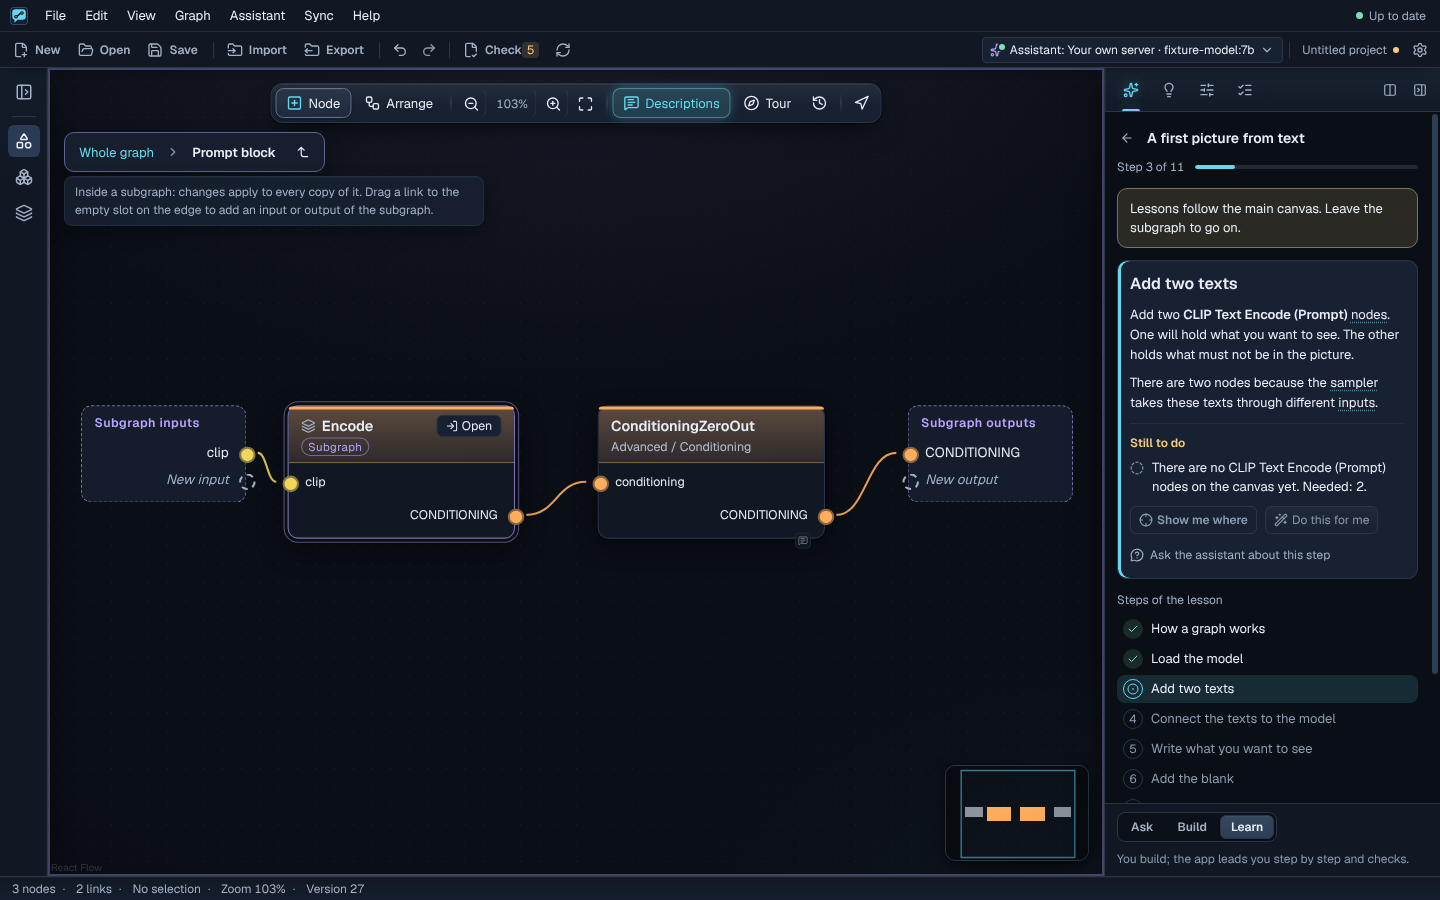 File Edit View Graph Assistant Sync Help
Up to date
New Open Save Import Export Check 5
Assistant: Your own server · fixture-model:7b
Untitled project
Node Arrange 103% Descriptions Tour
Whole graph > Prompt block
Inside a subgraph: changes apply to every copy of it. Drag a link to the
empty slot on the edge to add an input or output of the subgraph.
Subgraph inputs
clip
New input
Encode
Open
Subgraph
clip
CONDITIONING
ConditioningZeroOut
Advanced / Conditioning
conditioning
CONDITIONING
Subgraph outputs
CONDITIONING
New output
React Flow
A first picture from text
Step 3 of 11
Lessons follow the main canvas. Leave the
subgraph to go on.
Add two texts
Add two CLIP Text Encode (Prompt) nodes.
One will hold what you want to see. The other
holds what must not be in the picture.
There are two nodes because the sampler
takes these texts through different inputs.
Still to do
There are no CLIP Text Encode (Prompt)
nodes on the canvas yet. Needed: 2.
Show me where
Do this for me
Ask the assistant about this step
Steps of the lesson
How a graph works
Load the model
Add two texts
4 Connect the texts to the model
5 Write what you want to see
6 Add the blank
Ask Build Learn
You build; the app leads you step by step and checks.
3 nodes · 2 links · No selection · Zoom 103% · Version 27